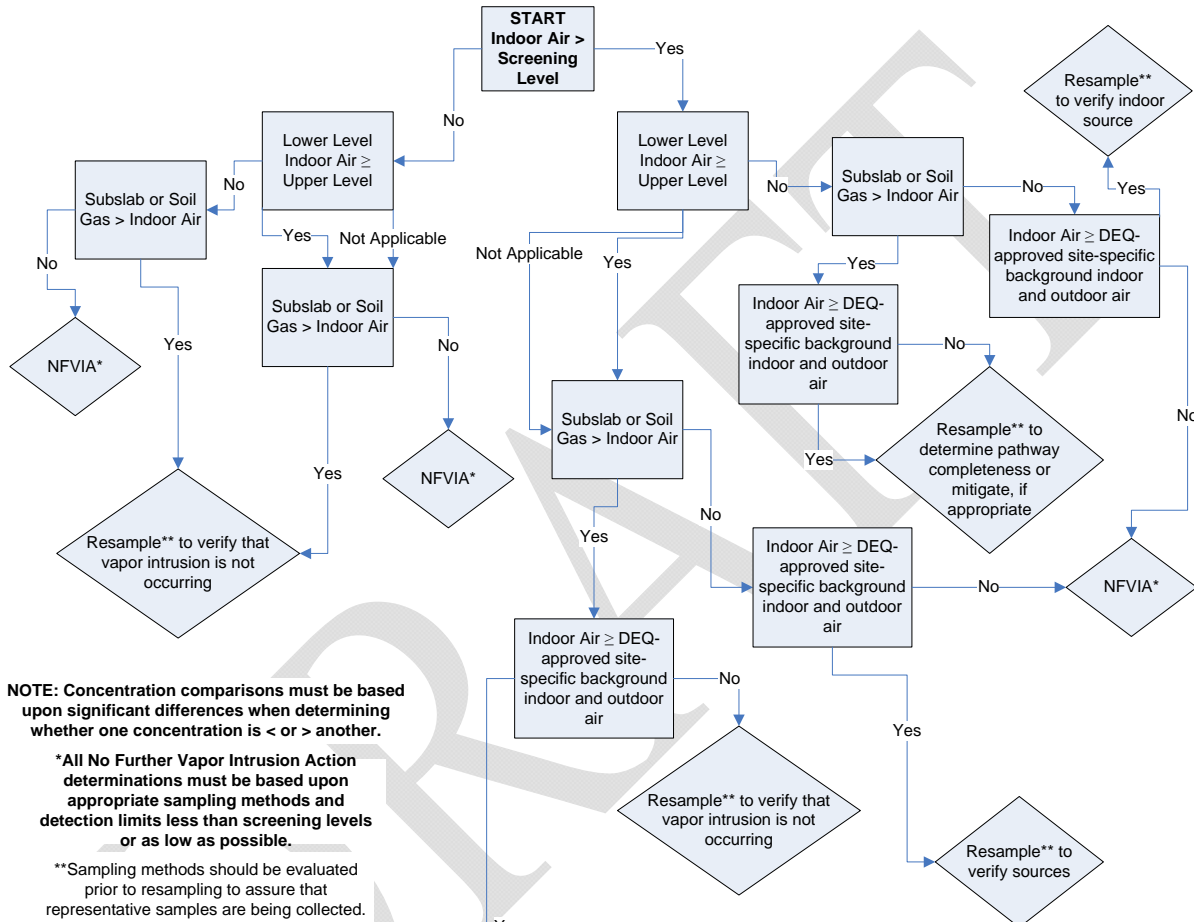 START
Indoor Air >
Screening
Level
Yes
No
Resample**
to verify indoor
source
Lower Level
Indoor Air ≥
Upper Level
Lower Level
Indoor Air ≥
Upper Level
Subslab or Soil
Gas > Indoor Air
No
Subslab or Soil
Gas > Indoor Air
No
No
Yes
Indoor Air ≥ DEQ-
approved site-
specific background
indoor and outdoor air
Yes
Not Applicable
Not Applicable
Yes
Yes
No
Subslab or Soil
Gas > Indoor Air
Indoor Air ≥ DEQ-
approved site-
specific background
indoor and outdoor
air
No
NFVIA*
Yes
No
No
Subslab or Soil
Gas > Indoor Air
Yes
Resample** to
determine pathway
completeness or
mitigate, if
appropriate
NFVIA*
Yes
Resample** to verify that
vapor intrusion is not
occurring
Yes
No
Indoor Air ≥ DEQ-
approved site-
specific background
indoor and outdoor
air
No
NFVIA*
Indoor Air ≥ DEQ-
approved site-
specific background
indoor and outdoor
air
No
Yes
NOTE: Concentration comparisons must be based
upon significant differences when determining
whether one concentration is < or > another.
*All No Further Vapor Intrusion Action
determinations must be based upon
appropriate sampling methods and
detection limits less than screening levels
or as low as possible.
**Sampling methods should be evaluated
prior to resampling to assure that
representative samples are being collected.
Resample** to verify that
vapor intrusion is not
occurring
Resample** to
verify sources
DRAFT